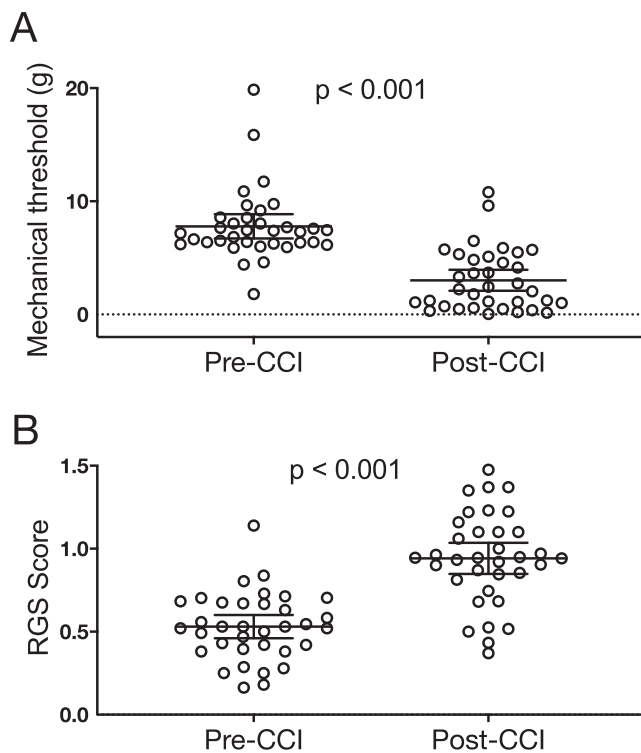 A
Mechanical threshold (g)
20
10
0
p < 0.001
Pre-CCI
Post-CCI
B
RGS Score
1.5
1.0
0.5
0.0
p < 0.001
Pre-CCI
Post-CCI